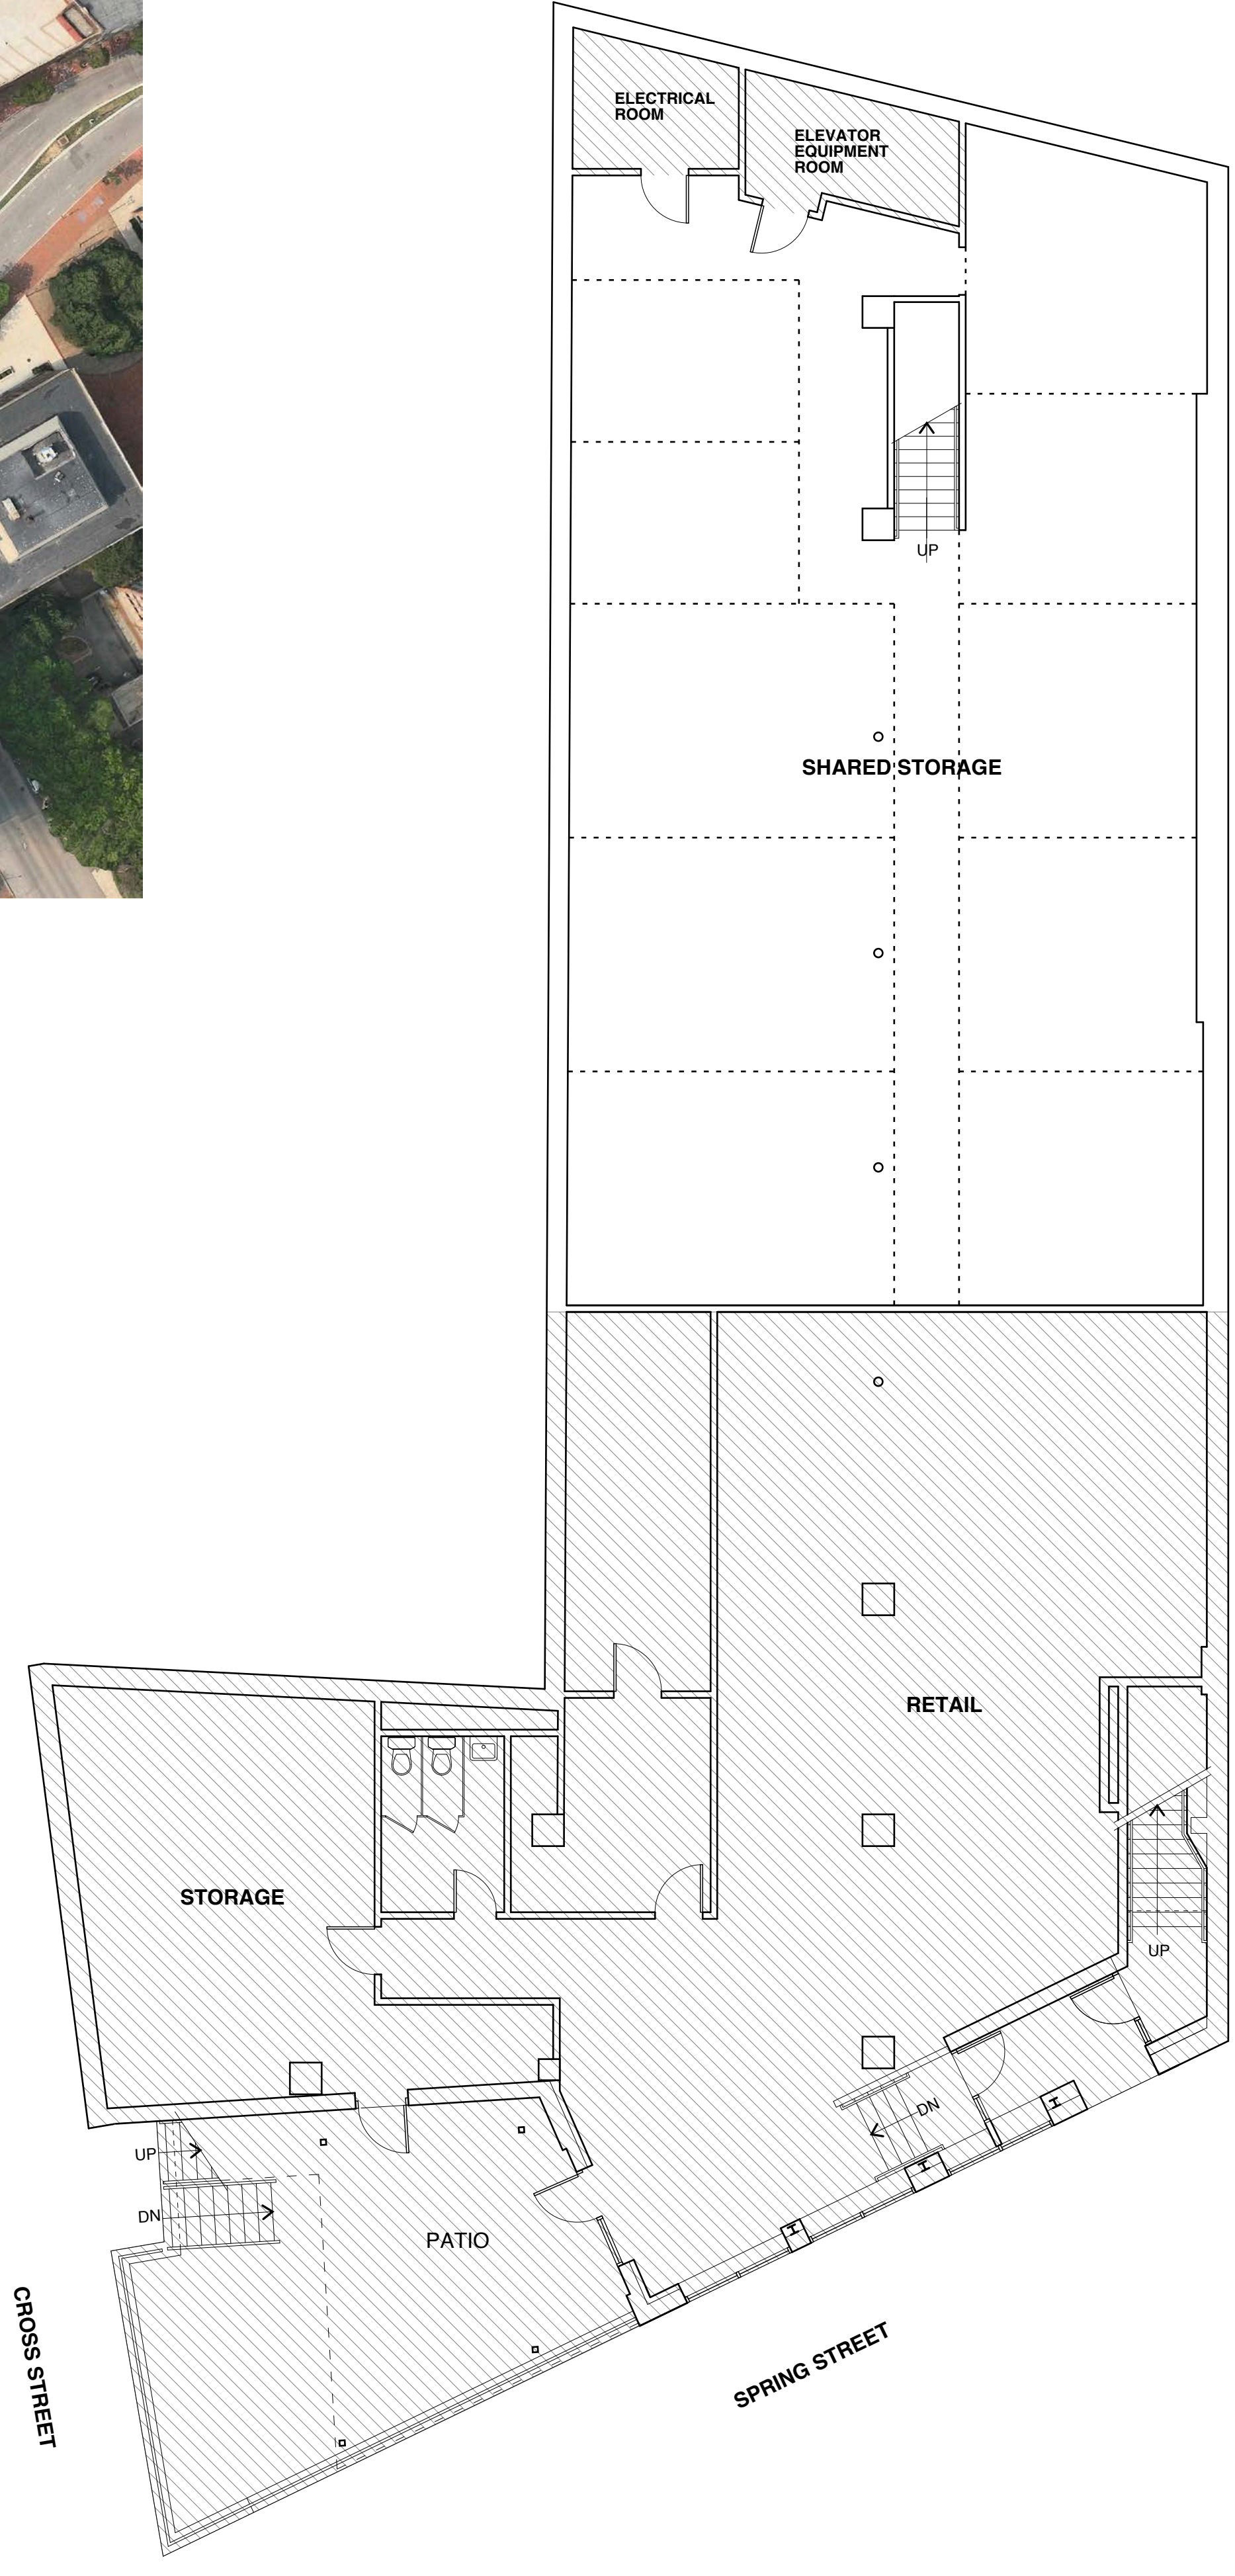 ELECTRICAL
ROOM
ELEVATOR
EQUIPMENT
ROOM
UP
SHARED STORAGE
RETAIL
STORAGE
UP
DN
UP
DN
PATIO
CROSS STREET
SPRING STREET